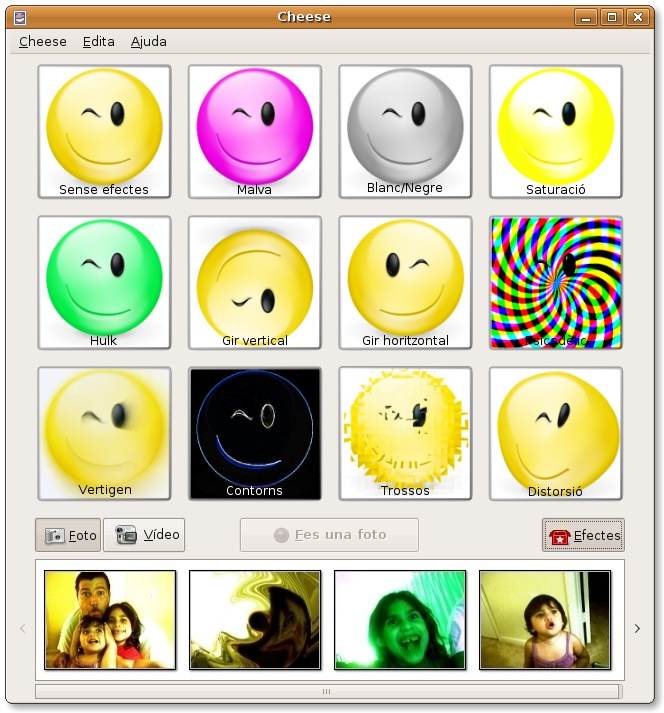 Cheese
Cheese Edita Ajuda
Sense efectes Malva Blanc/Negre Saturació
Hulk Gir vertical Gir horitzontal Psicodèlic
Vertigen Contorns Trossos Distorsió
Foto Vídeo Fes una foto Efectes